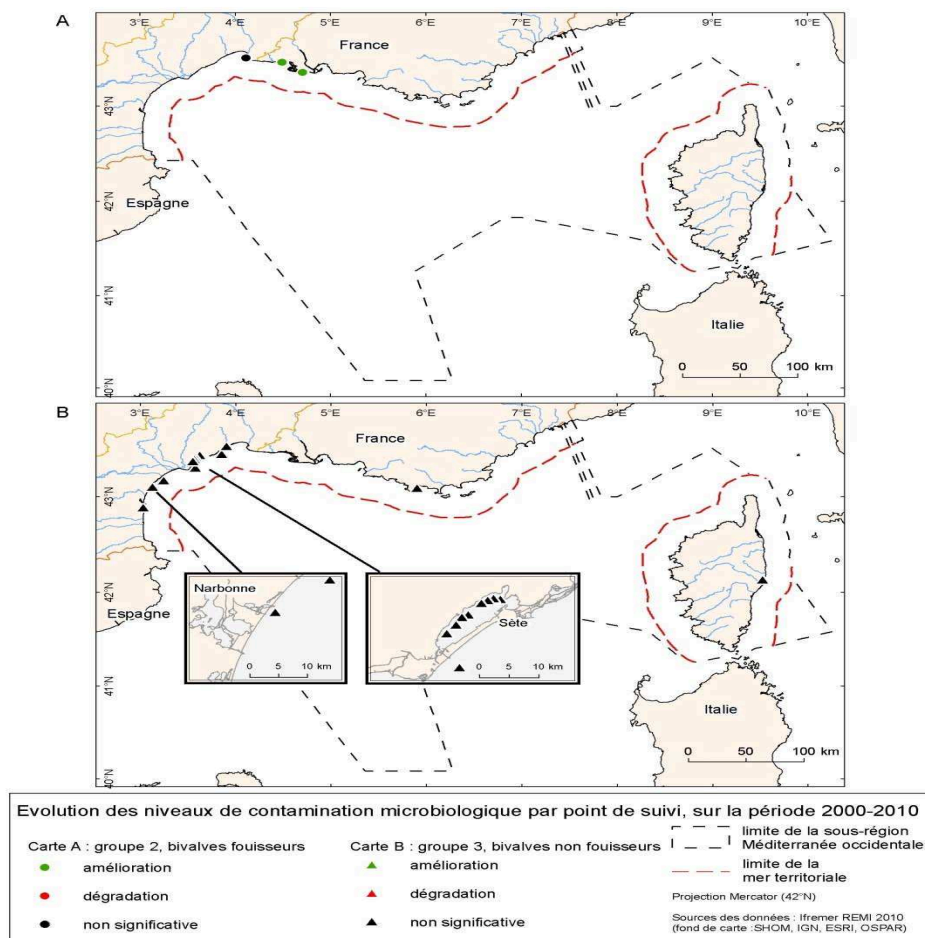 A
3°E 4°E 5°E 6°E 7°E 8°E 9°E 10°E
France
43°N
42°N
Espagne
41°N
Italie
0 50 100 km
40°N
B
3°E 4°E 5°E 6°E 7°E 8°E 9°E 10°E
France
43°N
42°N
Narbonne
0 5 10 km
Sète
0 5 10 km
Espagne
41°N
Italie
0 50 100 km
40°N
Evolution des niveaux de contamination microbiologique par point de suivi, sur la période 2000-2010
Carte A : groupe 2, bivalves fouisseurs
amélioration
dégradation
non significative
Carte B : groupe 3, bivalves non fouisseurs
amélioration
dégradation
non significative
limite de la sous-région
Méditerranée occidentale
limite de la
mer territoriale
Projection Mercator (42°N)
Sources des données : Ifremer REMI 2010
(fond de carte :SHOM, IGN, ESRI, OSPAR)